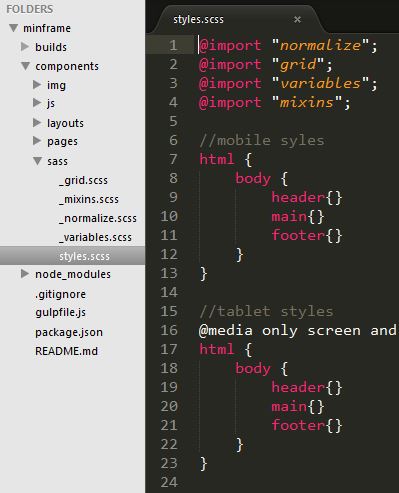 FOLDERS
minframe
builds
components
img
js
layouts
pages
sass
_grid.scss
_mixins.scss
_normalize.scss
_variables.scss
styles.scss
node_modules
.gitignore
gulpfile.js
package.json
README.md
styles.scss ×
1 @import "normalize";
2 @import "grid";
3 @import "variables";
4 @import "mixins";
5
6 //mobile syles
7 html {
8 body {
9 header{}
10 main{}
11 footer{}
12 }
13 }
14
15 //tablet styles
16 @media only screen and
17 html {
18 body {
19 header{}
20 main{}
21 footer{}
22 }
23 }
24